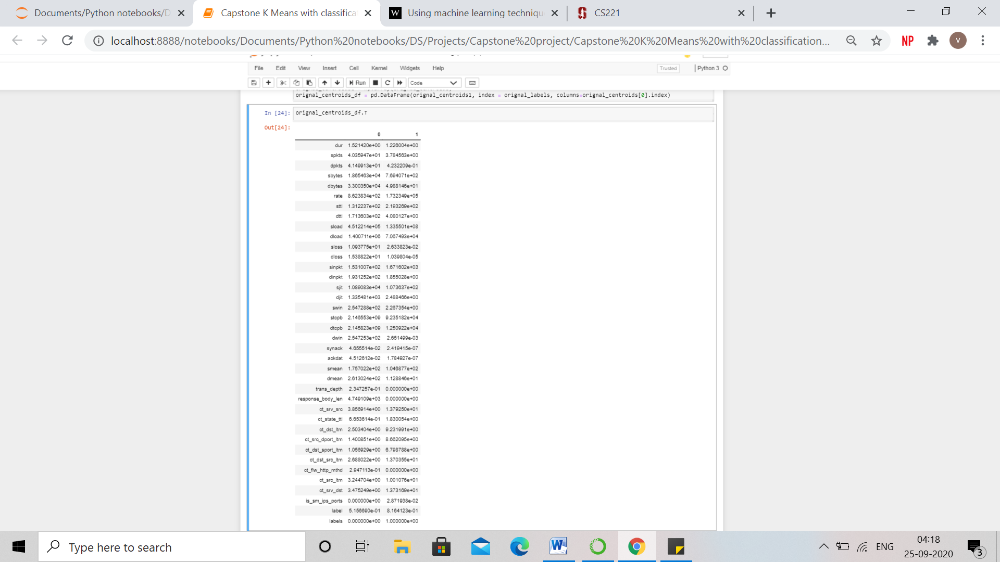 Documents/Python notebooks/D
Capstone K Means with classifica
Using machine learning techniqu
CS221
localhost:8888/notebooks/Documents/Python%20notebooks/DS/Projects/Capstone%20project/Capstone%20K%20Means%20with%20classification...
NP
V
File Edit View Insert Cell Kernel Widgets Help
Trusted
Python 3
Run
Code
orignal_centroids_df = pd.DataFrame(orignal_centroids1, index = orignal_labels, columns=orignal_centroids[0].index)
In [24]: orignal_centroids_df.T
Out[24]:
0 1
dur 1.521420e+00 1.226004e+00
spkts 4.035947e+01 3.784563e+00
dpkts 4.149913e+01 4.232209e-01
sbytes 1.865463e+04 7.694071e+02
dbytes 3.300350e+04 4.988146e+01
rate 8.623834e+02 1.732349e+05
sttl 1.312237e+02 2.193269e+02
dttl 1.713603e+02 4.080127e+00
sload 4.512214e+05 1.335501e+08
dload 1.400711e+06 7.067493e+04
sloss 1.093775e+01 2.633823e-02
dloss 1.538822e+01 1.039804e-05
sinpkt 1.531007e+02 1.671602e+03
dinpkt 1.931252e+02 1.855028e+00
sjit 1.089083e+04 1.073637e+02
djit 1.335481e+03 2.488466e+00
swin 2.547288e+02 2.267354e+00
stcpb 2.146553e+09 9.235182e+04
dtcpb 2.145823e+09 1.250922e+04
dwin 2.547253e+02 2.651499e-03
synack 4.655514e-02 2.419415e-07
ackdat 4.512612e-02 1.784927e-07
smean 1.757022e+02 1.046877e+02
dmean 2.613024e+02 1.128846e+01
trans_depth 2.347257e-01 0.000000e+00
response_body_len 4.749109e+03 0.000000e+00
ct_srv_src 3.856914e+00 1.379250e+01
ct_state_ttl 6.653614e-01 1.830054e+00
ct_dst_ltm 2.503404e+00 9.231991e+00
ct_src_dport_ltm 1.400851e+00 8.662095e+00
ct_dst_sport_ltm 1.056929e+00 6.798788e+00
ct_dst_src_ltm 2.688022e+00 1.370355e+01
ct_flw_http_mthd 2.947113e-01 0.000000e+00
ct_src_ltm 3.244704e+00 1.001076e+01
ct_srv_dst 3.475249e+00 1.373169e+01
is_sm_ips_ports 0.000000e+00 2.871938e-02
label 5.156690e-01 8.164123e-01
labels 0.000000e+00 1.000000e+00
Type here to search
ENG
04:18
25-09-2020
3